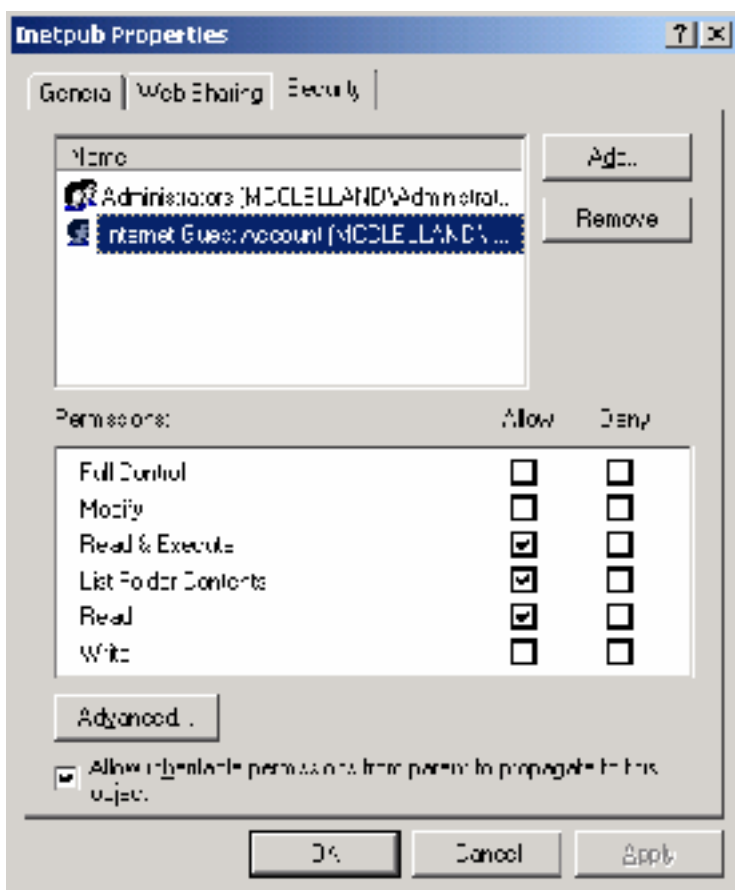 Inetpub Properties
General Web Sharing Security
Name
Add...
Administrators (MCCLELLAND\Administrat...
Internet Guest Account (MCCLELLAND\ ...
Remove
Permissions: Allow Deny
Full Control
Modify
Read & Execute
List Folder Contents
Read
Write
Advanced...
Allow inheritable permissions from parent to propagate to this
object
OK Cancel Apply